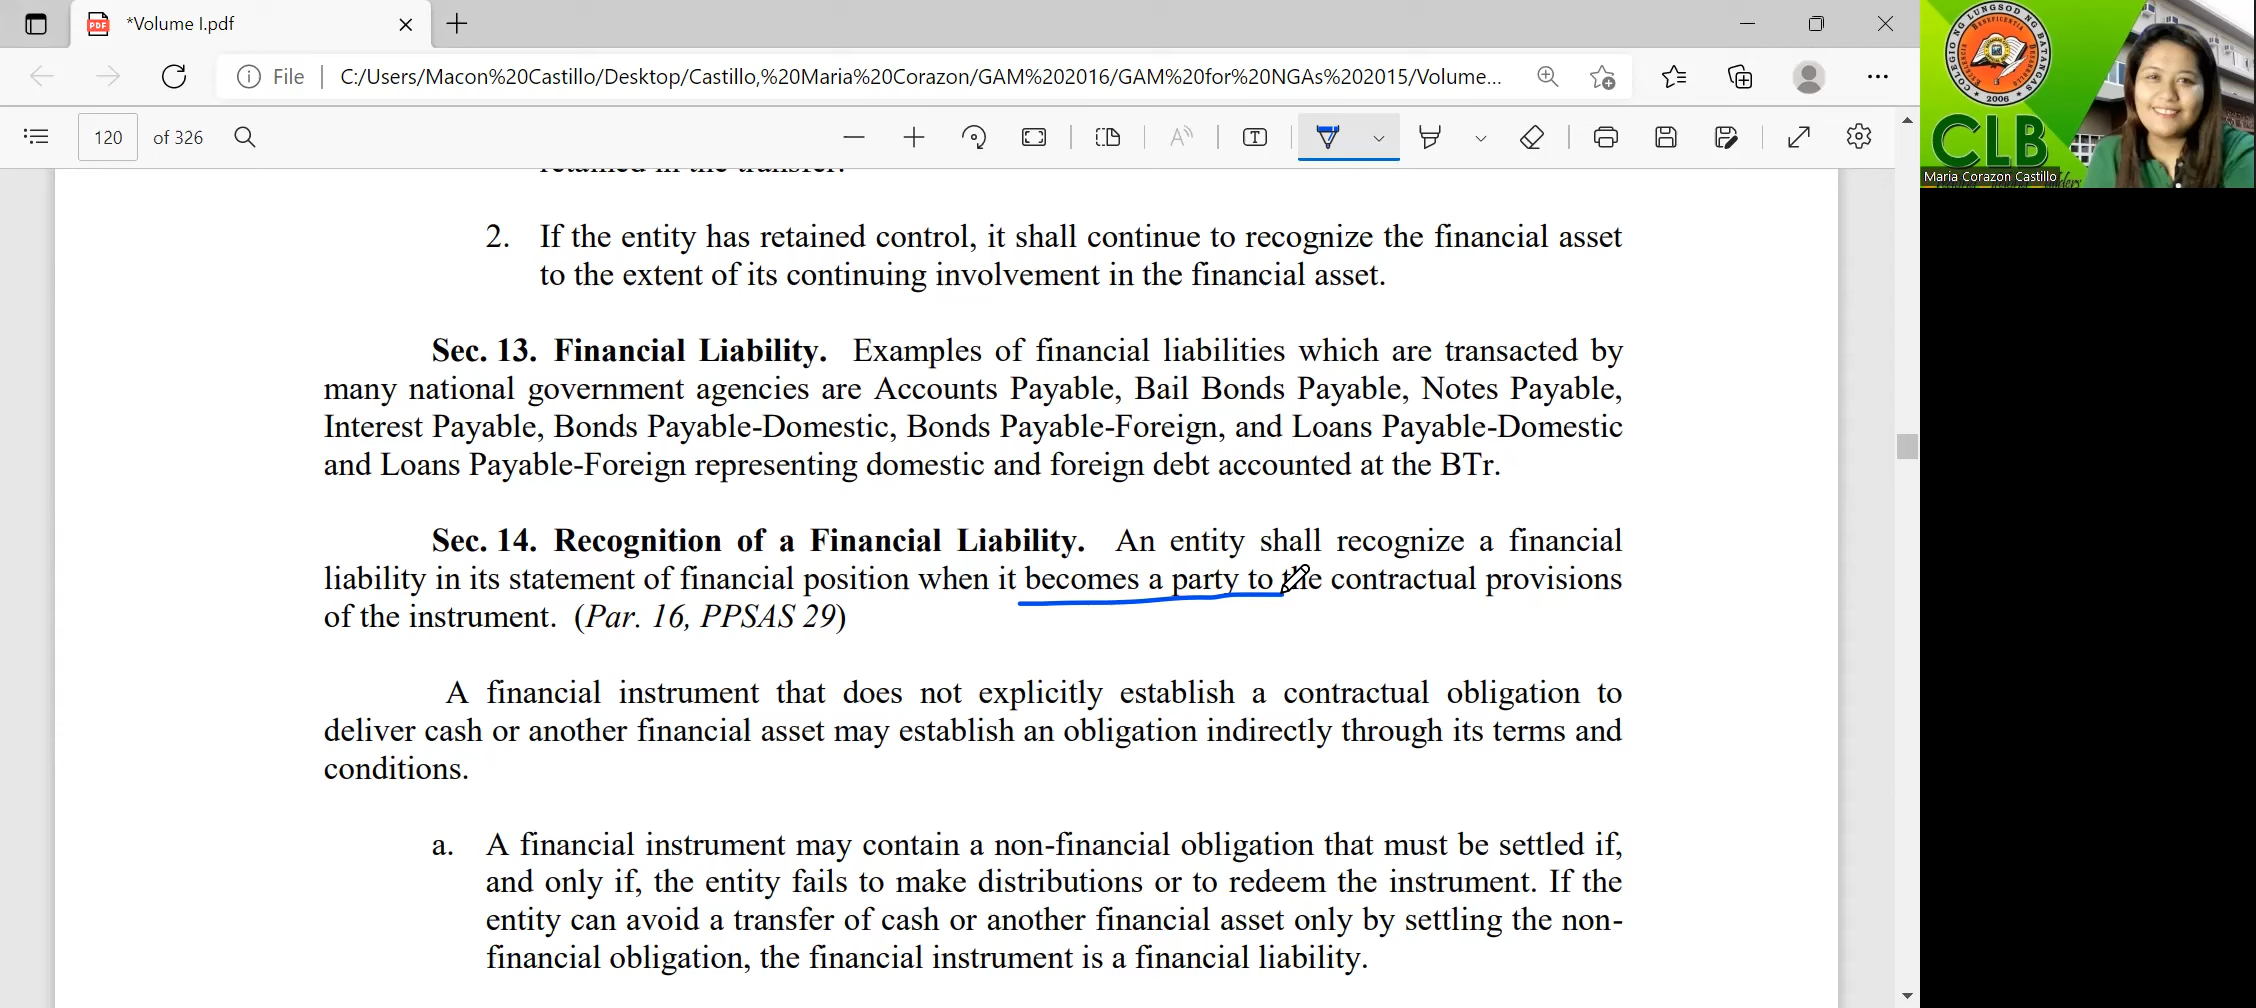 *Volume I.pdf
File
C:/Users/Macon%20Castillo/Desktop/Castillo,%20Maria%20Corazon/GAM%202016/GAM%20for%20NGAs%202015/Volume...
120 of 326
retained in the transfer.
2. If the entity has retained control, it shall continue to recognize the financial asset
to the extent of its continuing involvement in the financial asset.
Sec. 13. Financial Liability. Examples of financial liabilities which are transacted by
many national government agencies are Accounts Payable, Bail Bonds Payable, Notes Payable,
Interest Payable, Bonds Payable-Domestic, Bonds Payable-Foreign, and Loans Payable-Domestic
and Loans Payable-Foreign representing domestic and foreign debt accounted at the BTr.
Sec. 14. Recognition of a Financial Liability. An entity shall recognize a financial
liability in its statement of financial position when it becomes a party to the contractual provisions
of the instrument. (Par. 16, PPSAS 29)
A financial instrument that does not explicitly establish a contractual obligation to
deliver cash or another financial asset may establish an obligation indirectly through its terms and
conditions.
a. A financial instrument may contain a non-financial obligation that must be settled if,
and only if, the entity fails to make distributions or to redeem the instrument. If the
entity can avoid a transfer of cash or another financial asset only by settling the non-
financial obligation, the financial instrument is a financial liability.
COLEGIO NG LUNGSOD NG BATANGAS
2006
CLB
Maria Corazon Castillo